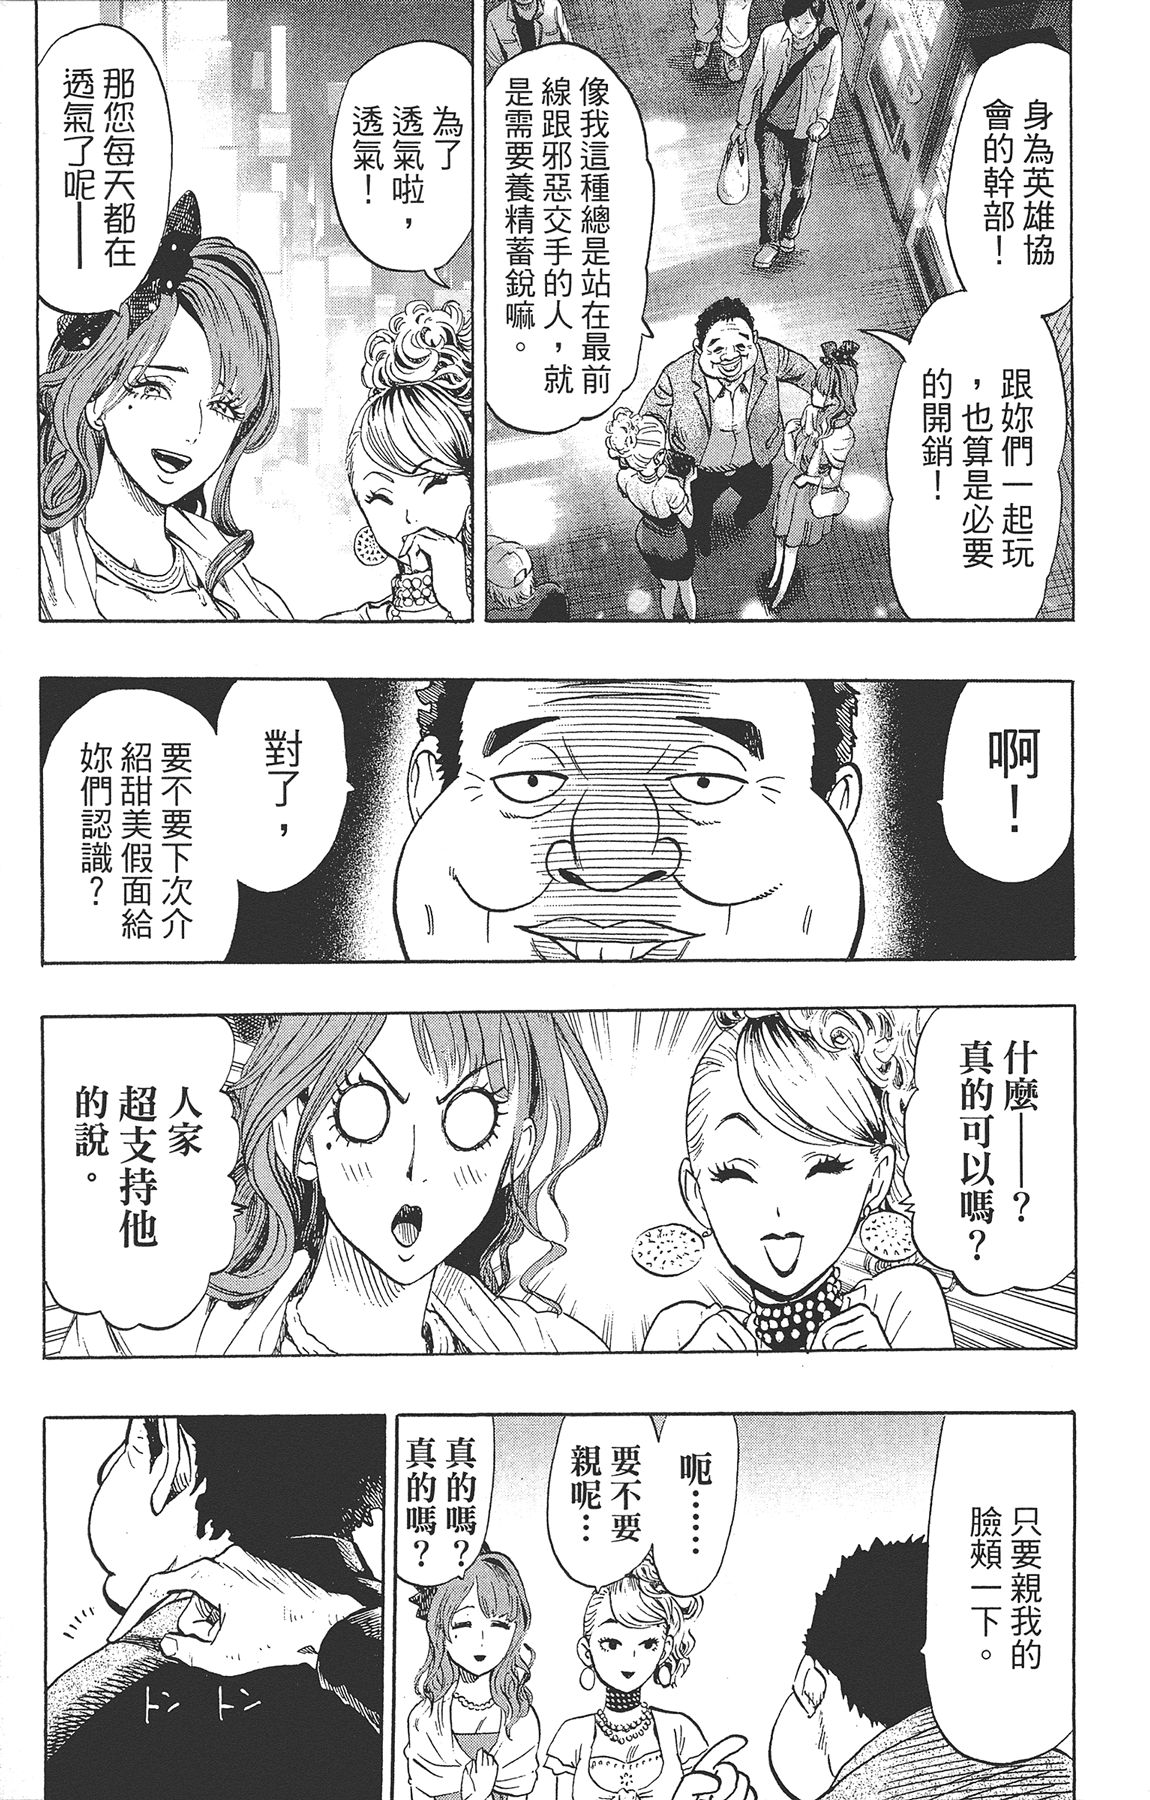 身為英雄協
會的幹部！
跟妳們一起玩
，也算是必要
的開銷！
像我這種總是站在最前
線跟邪惡交手的人，就
是需要養精蓄銳嘛。
為了
透氣啦，
透氣！
那您每天都在
透氣了呢——
啊！
對了，
要不要下次介
紹甜美假面給
妳們認識？
什麼——？
真的可以嗎？
人家
超支持他
的說。
只要親我的
臉頰一下。
呃……
要不要
親呢…
真的嗎？
真的嗎？
トン
トン